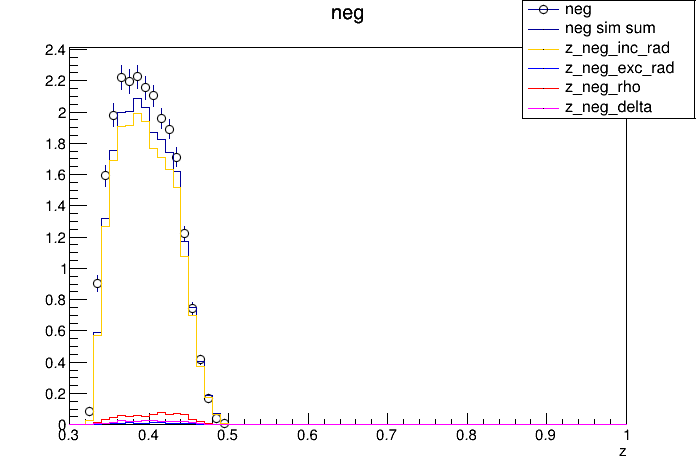 neg
neg
neg sim sum
z_neg_inc_rad
z_neg_exc_rad
z_neg_rho
z_neg_delta
2.4
2.2
2
1.8
1.6
1.4
1.2
1
0.8
0.6
0.4
0.2
0
0.3 0.4 0.5 0.6 0.7 0.8 0.9 1
z